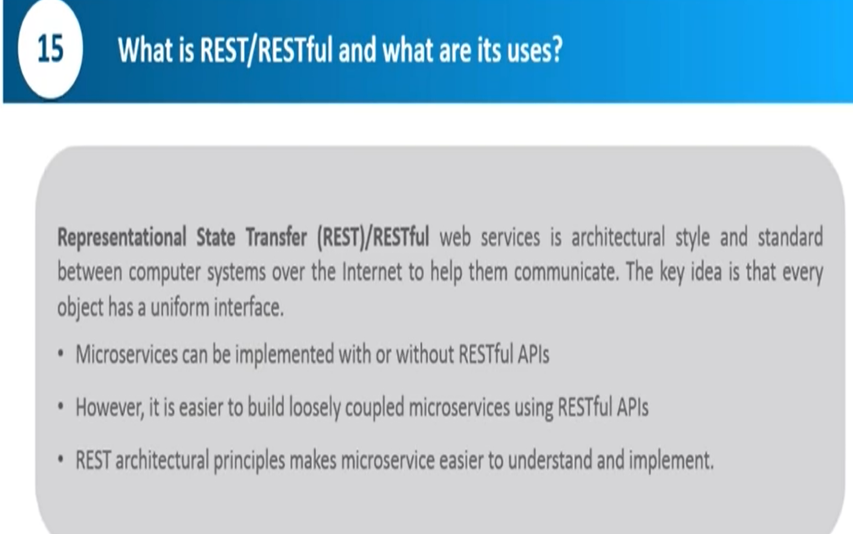 15
What is REST/RESTful and what are its uses?
Representational State Transfer (REST)/RESTful web services is architectural style and standard
between computer systems over the Internet to help them communicate. The key idea is that every
object has a uniform interface.
• Microservices can be implemented with or without RESTful APIs
• However, it is easier to build loosely coupled microservices using RESTful APIs
• REST architectural principles makes microservice easier to understand and implement.